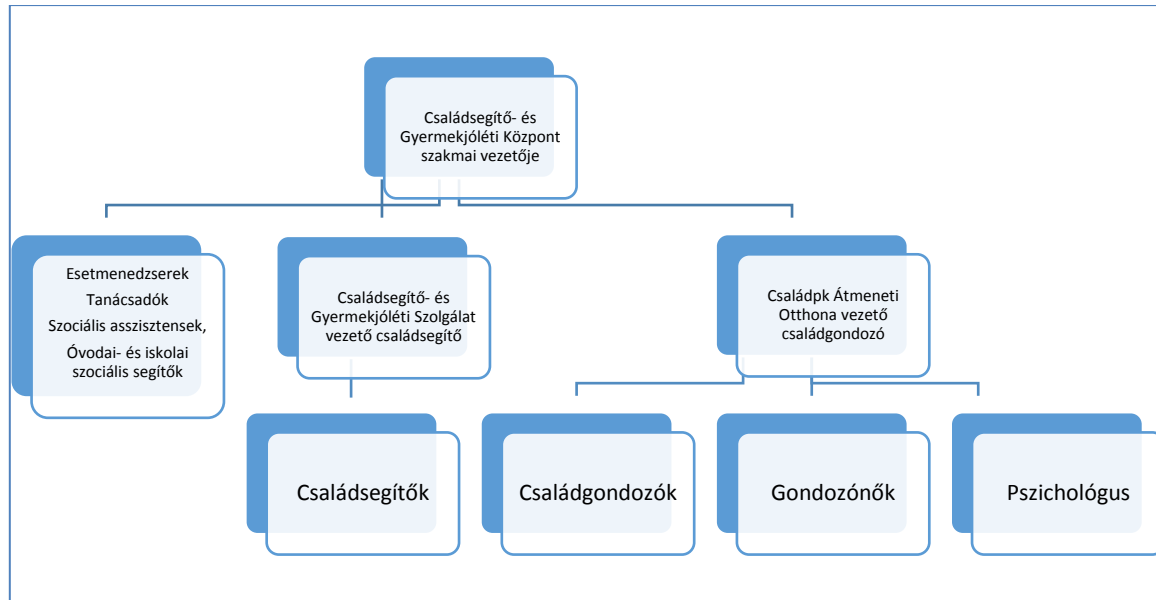 Családsegítő- és
Gyermekjóléti Központ
szakmai vezetője
Esetmenedzserek
Tanácsadók
Szociális asszisztensek,
Óvodai- és iskolai
szociális segítők
Családsegítő- és
Gyermekjóléti Szolgálat
vezető családsegítő
Családpk Átmeneti
Otthona vezető
családgondozó
Családsegítők
Családgondozók
Gondozónők
Pszichológus